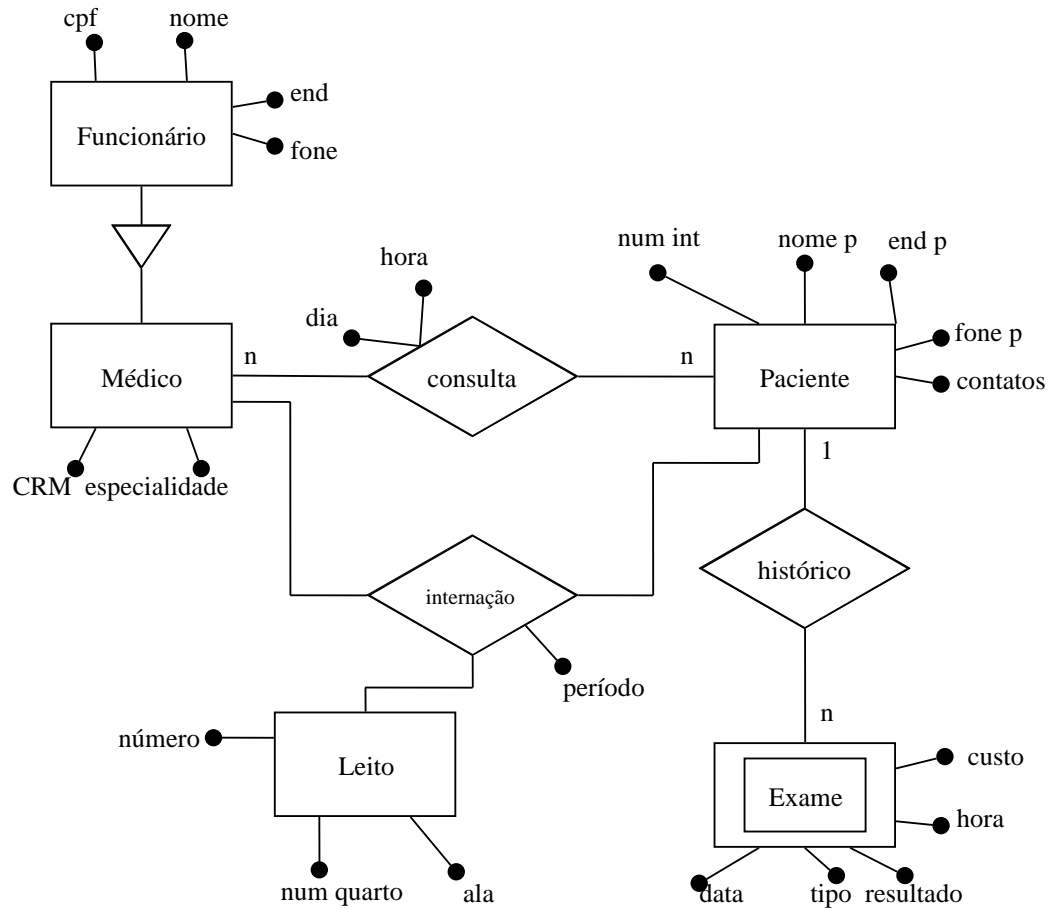 cpf
nome
end
Funcionário
fone
num int
nome p
end p
hora
dia
fone p
n
n
Médico
consulta
Paciente
contatos
1
CRM
especialidade
histórico
internação
período
n
número
Leito
custo
Exame
hora
num quarto
ala
data
tipo
resultado